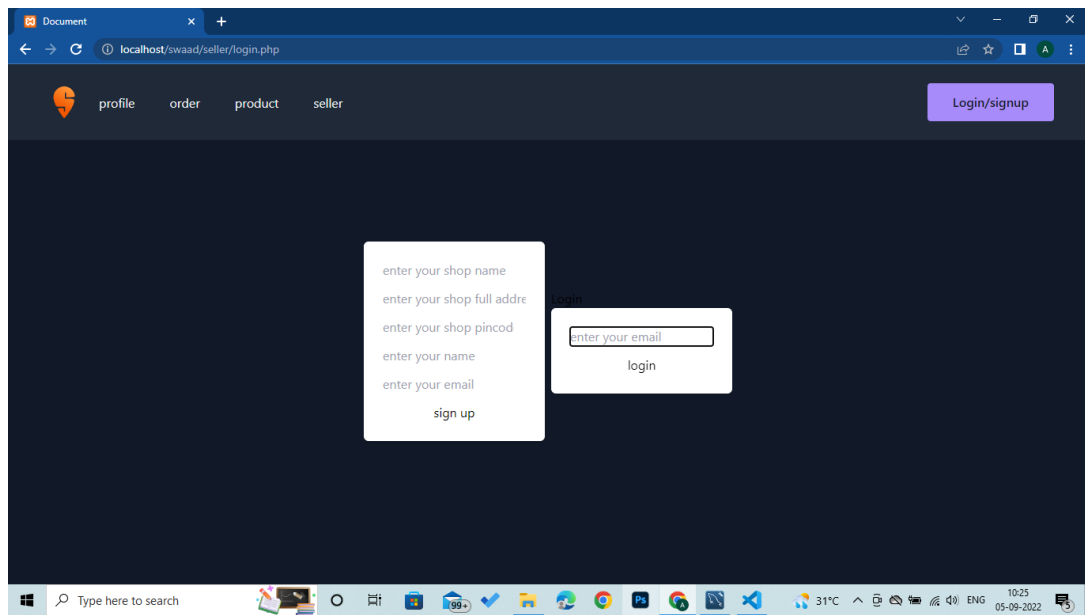 Document
localhost/swaad/seller/login.php
A
profile order product seller
Login/signup
enter your shop name
enter your shop full addre
enter your shop pincod
enter your name
enter your email
sign up
Login
enter your email
login
Type here to search
99+
Ps
A
31°C
ENG
10:25
05-09-2022
5